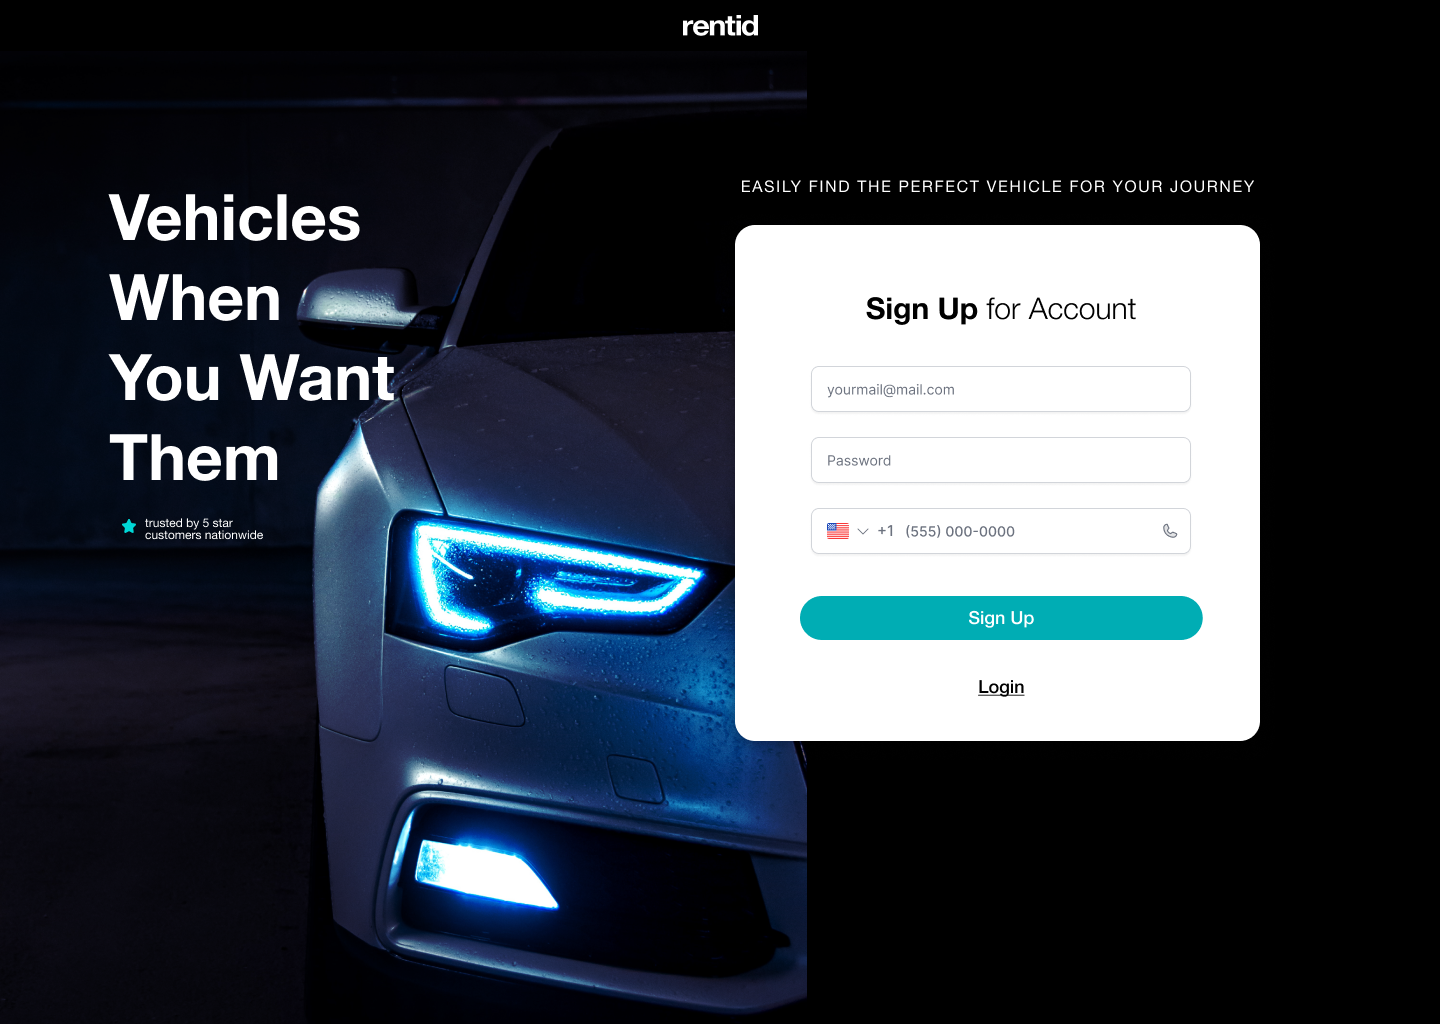 rentid
Vehicles
When
You Want
Them
trusted by 5 star
customers nationwide
EASILY FIND THE PERFECT VEHICLE FOR YOUR JOURNEY
Sign Up for Account
yourmail@mail.com
Password
+1 (555) 000-0000
Sign Up
Login